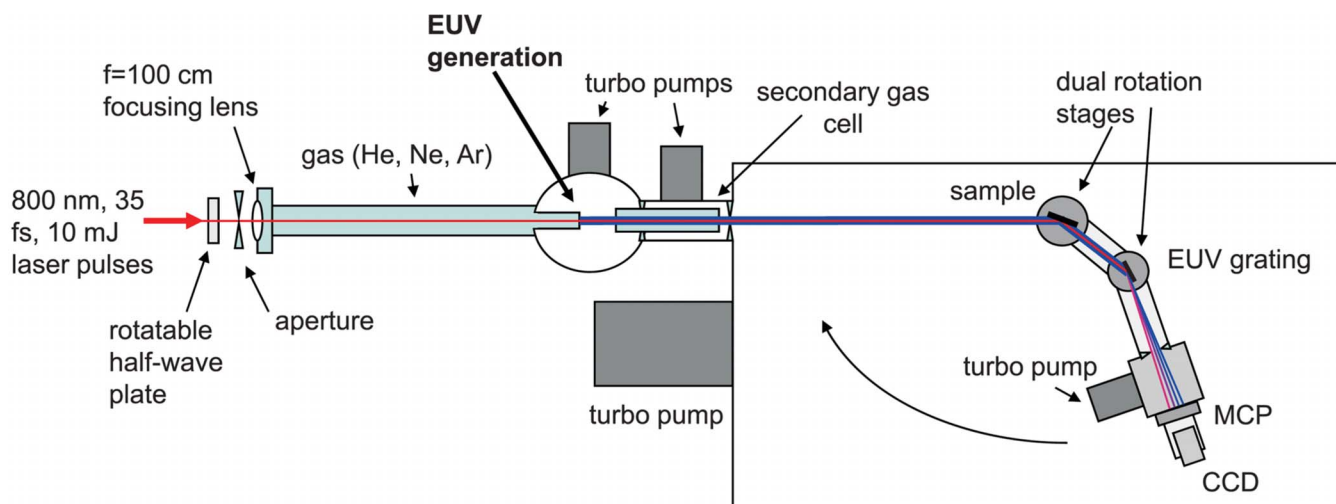 EUV
generation
f=100 cm
focusing lens
turbo pumps
secondary gas
cell
dual rotation
stages
gas (He, Ne, Ar)
sample
800 nm, 35
fs, 10 mJ
laser pulses
EUV grating
rotatable
half-wave
plate
aperture
turbo pump
turbo pump
MCP
CCD